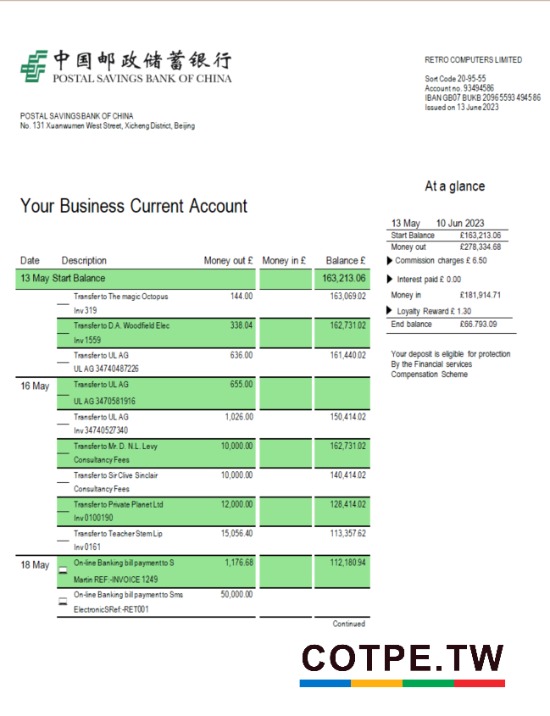 中国邮政储蓄银行
POSTAL SAVINGS BANK OF CHINA
RETRO COMPUTERS LIMITED
Sort Code 20-95-55
Account no. 93494586
IBAN GB07 BUKB 2096 5593 494586
Issued on 13 June 2023
POSTAL SAVINGS BANK OF CHINA
No. 131 Xuanwumen West Street, Xicheng District, Beijing
At a glance
Your Business Current Account
13 May 10 Jun 2023
Start Balance £163,213.06
Money out £278,334.68
Commission charges £ 6.50
Interest paid £ 0.00
Money in £181,914.71
Loyalty Reward £ 1.30
End balance £66.793.09
Your deposit is eligible for protection
By the Financial services
Compensation Scheme
Date Description Money out £ Money in £ Balance £
13 May Start Balance 163,213.06
Transfer to The magic Octopus 144.00 163,069.02
Inv 319
Transfer to D.A. Woodfield Elec 338.04 162,731.02
Inv 1559
Transfer to UL AG 636.00 161,440.02
UL AG 34740487226
16 May Transfer to UL AG 655.00
UL AG 3470581916
Transfer to UL AG 1,026.00 150,414.02
Inv 34740527340
Transfer to Mr. D. N.L. Levy 10,000.00 162,731.02
Consultancy Fees
Transfer to Sir Clive Sinclair 10,000.00 140,414.02
Consultancy Fees
Transfer to Private Planet Ltd 12,000.00 128,414.02
Inv 0100190
Transfer to Teacher Stem Lip 15,056.40 113,357.62
Inv 0161
18 May On-line Banking bill payment to S 1,176.68 112,180.94
Martin REF:-INVOICE 1249
On-line Banking bill payment to Sms 50,000.00
Electronic SRef:-RET001
Continued
COTPE.TW